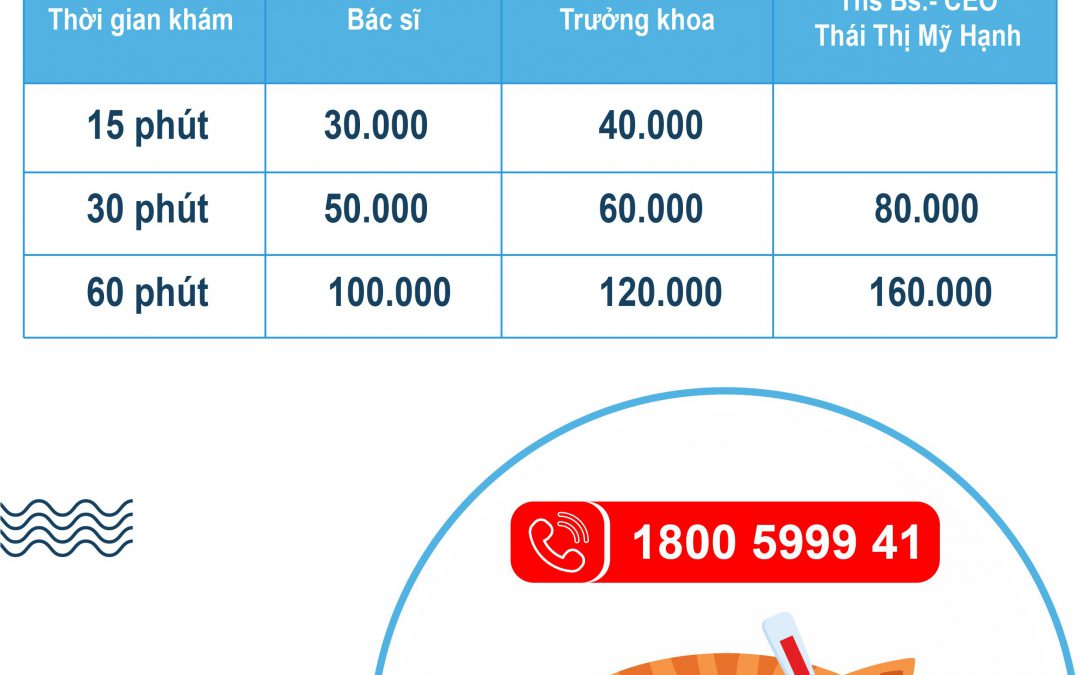 Thời gian khám
Bác sĩ
Trưởng khoa
Ths Bs.- CEO
Thái Thị Mỹ Hạnh
15 phút
30.000
40.000
30 phút
50.000
60.000
80.000
60 phút
100.000
120.000
160.000
1800 5999 41